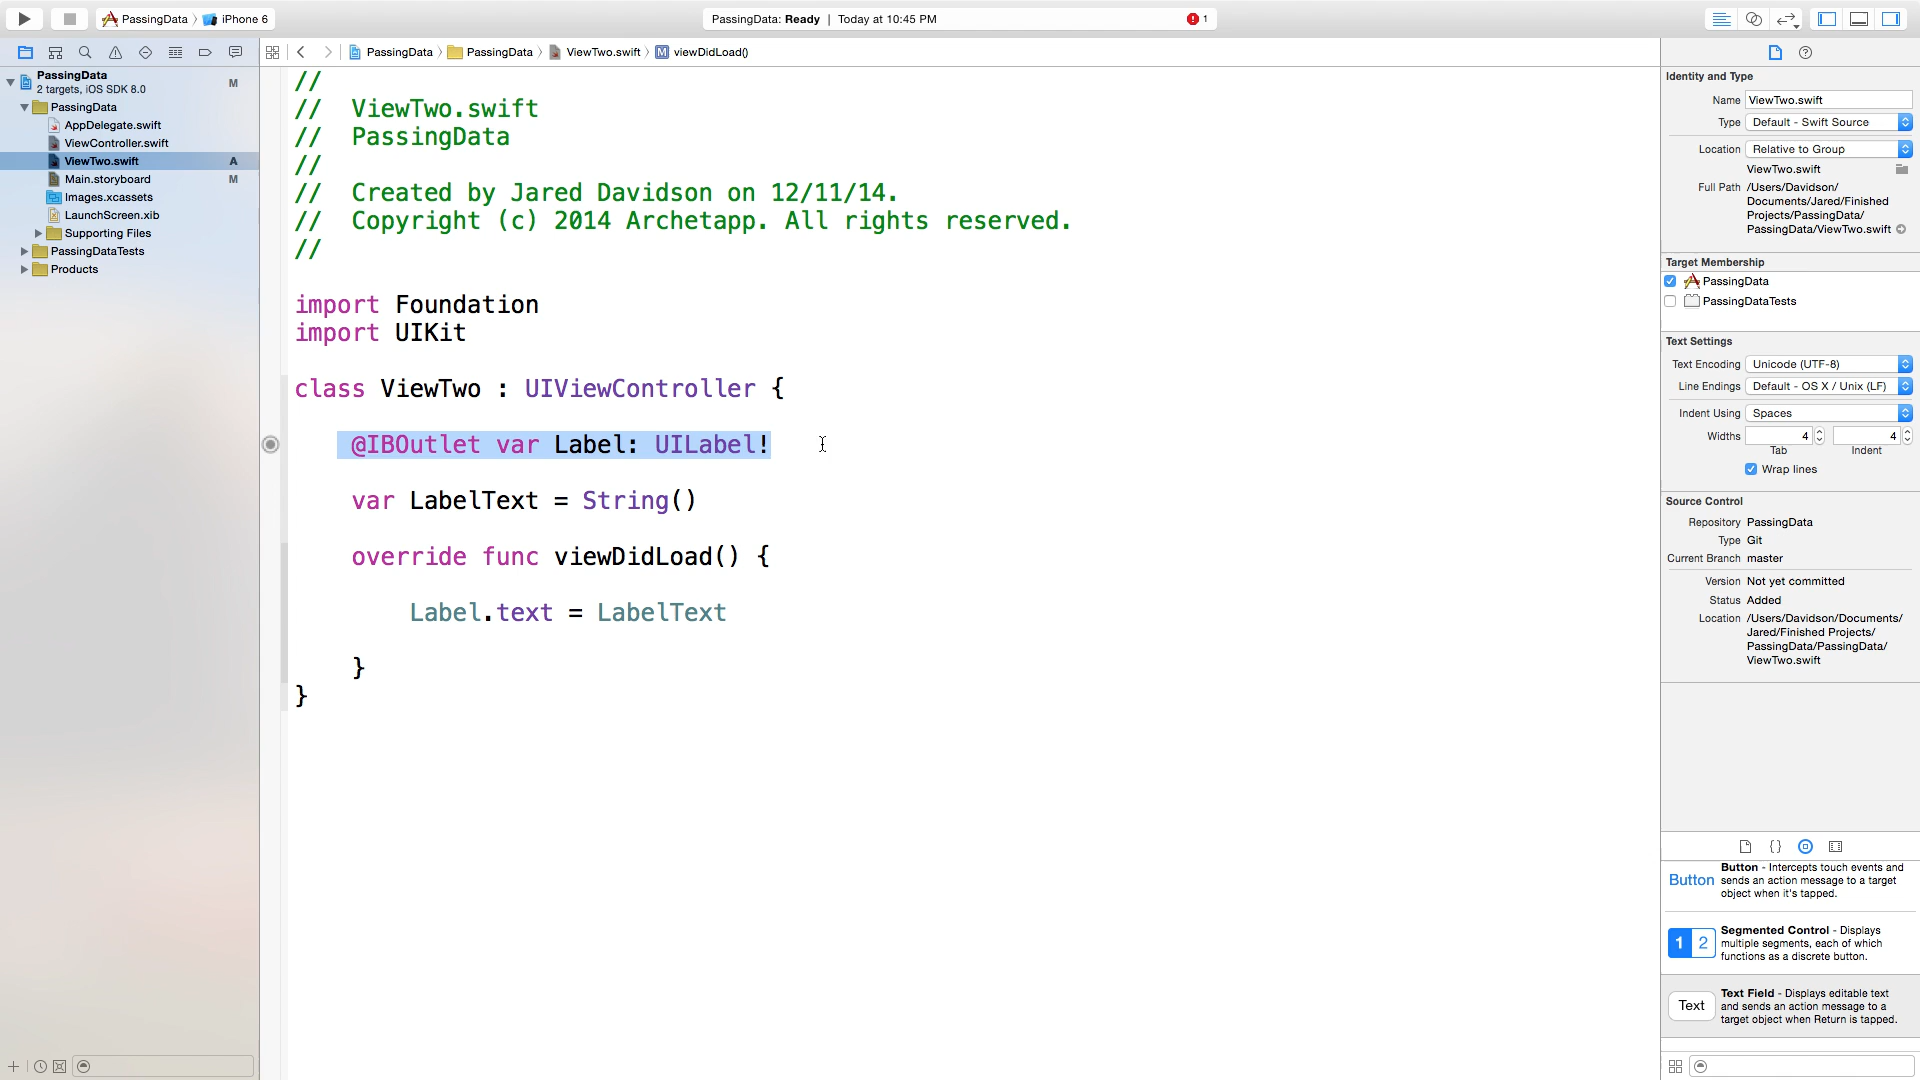 PassingData
iPhone 6
PassingData: Ready | Today at 10:45 PM
1
PassingData
PassingData
ViewTwo.swift
M
viewDidLoad()
PassingData
2 targets, iOS SDK 8.0
M
PassingData
AppDelegate.swift
ViewController.swift
ViewTwo.swift
A
Main.storyboard
M
Images.xcassets
LaunchScreen.xib
Supporting Files
PassingDataTests
Products
//
// ViewTwo.swift
// PassingData
//
// Created by Jared Davidson on 12/11/14.
// Copyright (c) 2014 Archetapp. All rights reserved.
//
import Foundation
import UIKit
class ViewTwo : UIViewController {
@IBOutlet var Label: UILabel!
var LabelText = String()
override func viewDidLoad() {
Label.text = LabelText
}
}
Identity and Type
Name ViewTwo.swift
Type Default - Swift Source
Location Relative to Group
ViewTwo.swift
Full Path /Users/Davidson/
Documents/Jared/Finished
Projects/PassingData/
PassingData/ViewTwo.swift
Target Membership
PassingData
PassingDataTests
Text Settings
Text Encoding Unicode (UTF-8)
Line Endings Default - OS X / Unix (LF)
Indent Using Spaces
Widths 4 4
Tab Indent
Wrap lines
Source Control
Repository PassingData
Type Git
Current Branch master
Version Not yet committed
Status Added
Location /Users/Davidson/Documents/
Jared/Finished Projects/
PassingData/PassingData/
ViewTwo.swift
{}
Button
Button - Intercepts touch events and
sends an action message to a target
object when it's tapped.
1 2
Segmented Control - Displays
multiple segments, each of which
functions as a discrete button.
Text
Text Field - Displays editable text
and sends an action message to a
target object when Return is tapped.